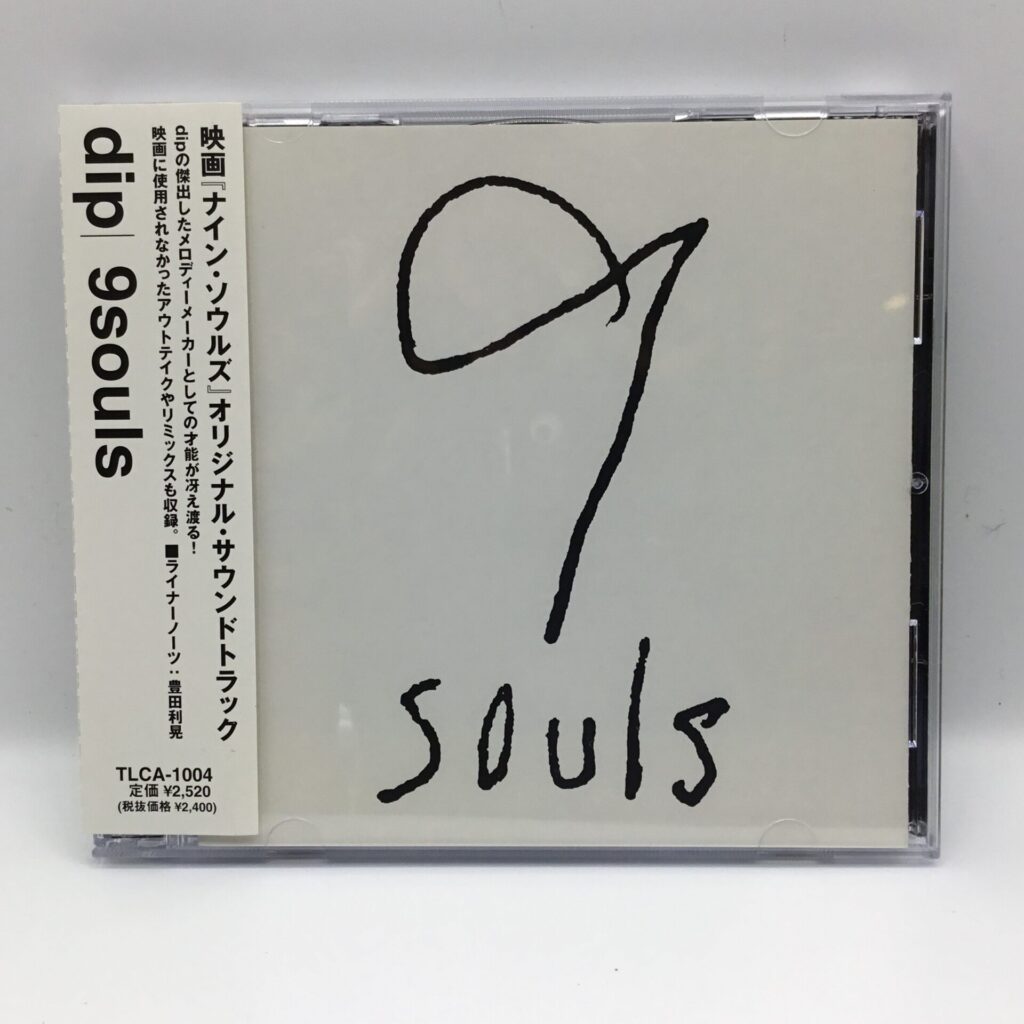 dip | 9souls
映画『ナイン・ソウルズ』オリジナル・サウンドトラック
dipの傑出したメロディーメーカーとしての才能が冴え渡る!
映画に使用されなかったアウトテイクやリミックスも収録。■ライナーノーツ:豊田利晃
TLCA-1004
定価 ¥2,520
(税抜価格 ¥2,400)
9
souls